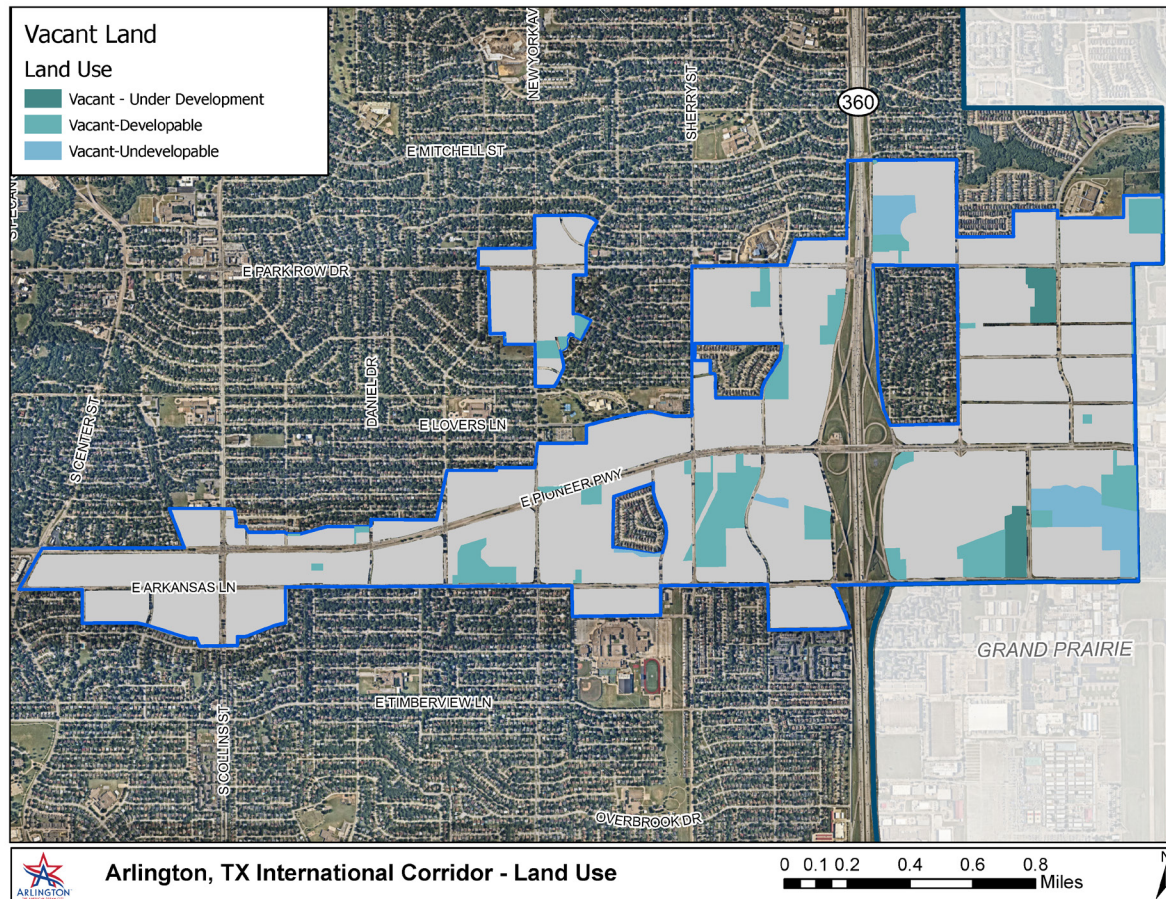 Vacant Land
Land Use
Vacant - Under Development
Vacant-Developable
Vacant-Undevelopable
NEW YORK AV
SHERRY ST
360
E MITCHELL ST
E PARK ROW DR
DANIEL DR
S CENTER ST
E LOVERS LN
E PIONEER PWY
E ARKANSAS LN
GRAND PRAIRIE
E TIMBERVIEW LN
S COLLINS ST
OVERBROOK DR
ARLINGTON
Arlington, TX International Corridor - Land Use
0 0.1 0.2 0.4 0.6 0.8
Miles
N